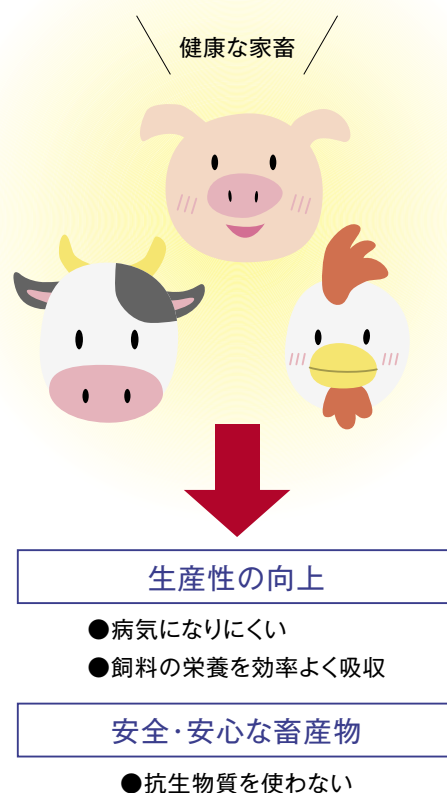 健康な家畜
生産性の向上
●病気になりにくい
●飼料の栄養を効率よく吸収
安全・安心な畜産物
●抗生物質を使わない